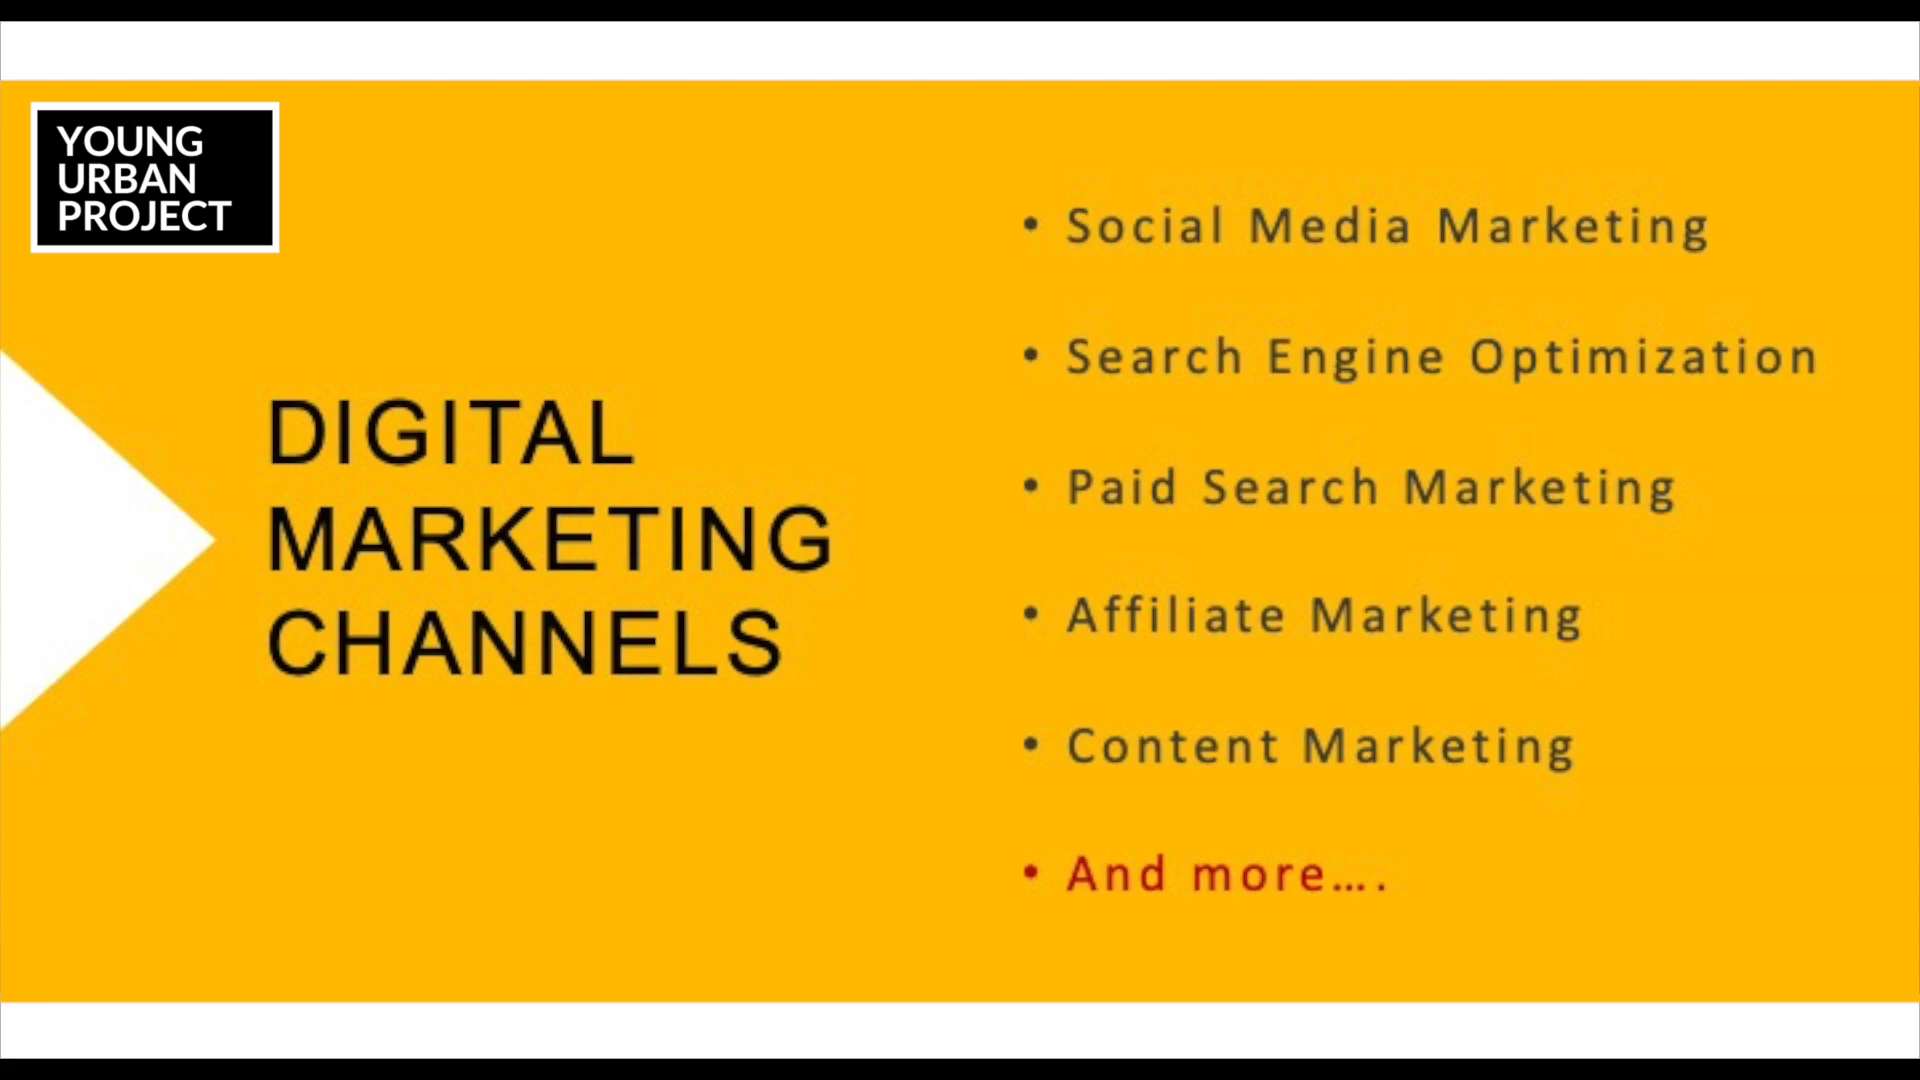 YOUNG
URBAN
PROJECT
DIGITAL
MARKETING
CHANNELS
• Social Media Marketing
• Search Engine Optimization
• Paid Search Marketing
• Affiliate Marketing
• Content Marketing
• And more….